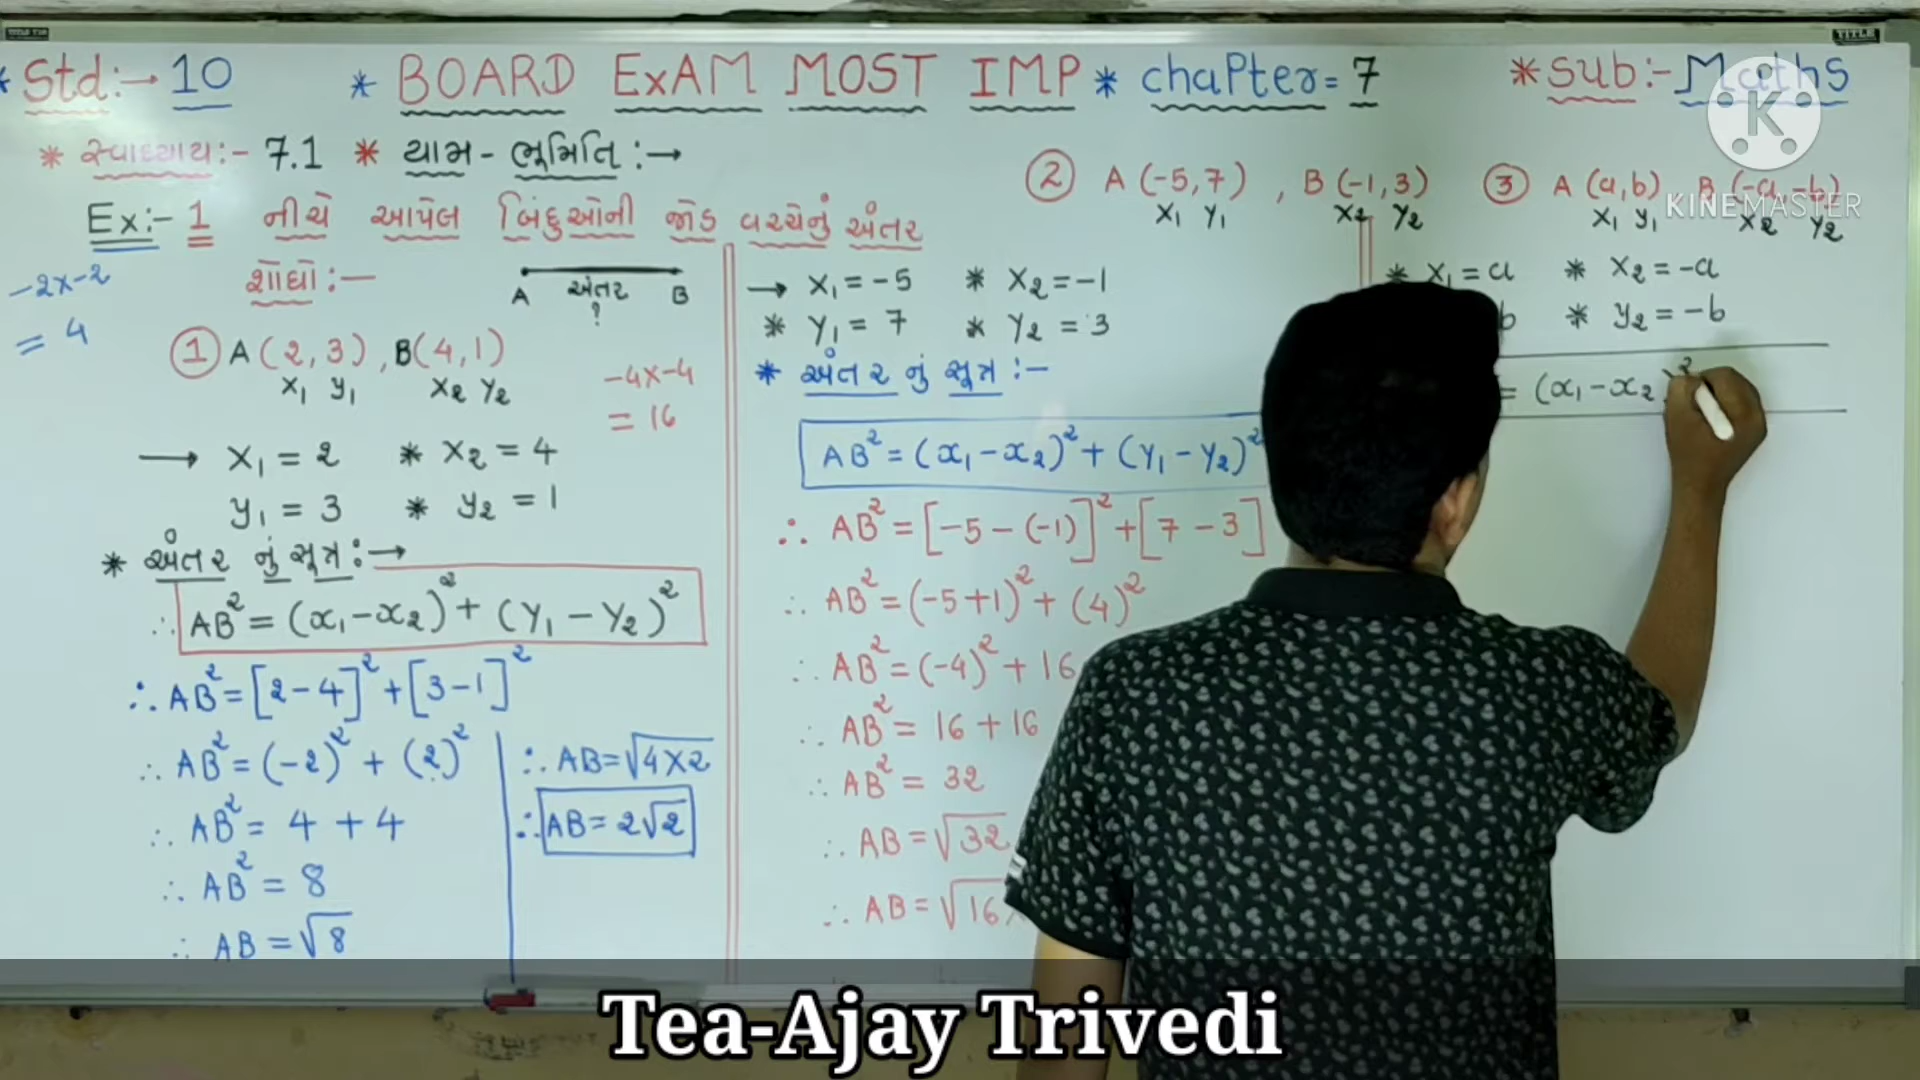 * Std:→ 10 * BOARD EXAM MOST IMP * chapter = 7 * sub:- Maths
* સ્વાધ્યાય:- 7.1 * યામ - ભૂમિતિ:→
Ex:- 1 નીચે આપેલ બિંદુઓની જોડ વચ્ચેનું અંતર
શોધો:—
A અંતર B
?
-2x-2
= 4
① A (2, 3) , B(4, 1)
x₁ y₁ x₂ y₂
-4x-4
= 16
→ x₁ = 2 * x₂ = 4
y₁ = 3 * y₂ = 1
* અંતર નું સૂત્ર:→
∴ AB² = (x₁-x₂)² + (y₁ - y₂)²
∴ AB² = [2-4]² + [3-1]²
∴ AB² = (-2)² + (2)²
∴ AB² = 4 + 4
∴ AB² = 8
∴ AB = √8
∴ AB = √4x2
∴ AB = 2√2
② A (-5, 7) , B (-1, 3)
x₁ y₁ x₂ y₂
→ x₁ = -5 * x₂ = -1
* y₁ = 7 * y₂ = 3
* અંતર નું સૂત્ર:-
AB² = (x₁ - x₂)² + (y₁ - y₂)²
∴ AB² = [-5 - (-1)]² + [7 - 3]
∴ AB² = (-5+1)² + (4)²
∴ AB² = (-4)² + 16
∴ AB² = 16 + 16
∴ AB² = 32
∴ AB = √32
∴ AB = √16x
③ A (a, b) B (-a, -b)
x₁ y₁ x₂ y₂
* x₁ = a * x₂ = -a
b * y₂ = -b
= (x₁ - x₂)²
K
KINEMASTER
Tea-Ajay Trivedi